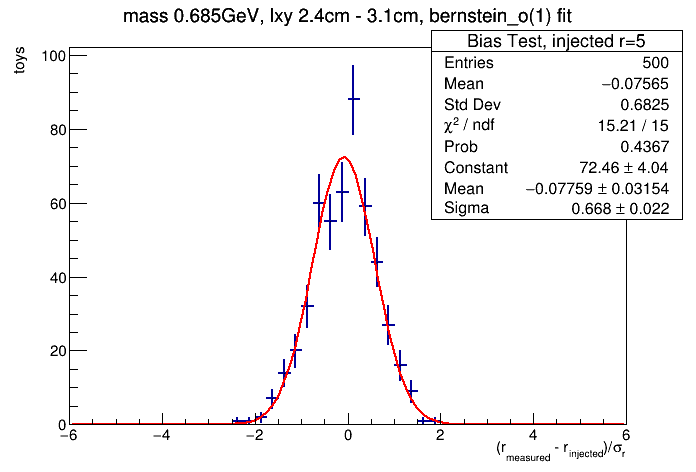 mass 0.685GeV, lxy 2.4cm - 3.1cm, bernstein_o(1) fit
Bias Test, injected r=5
Entries 500
Mean −0.07565
Std Dev 0.6825
χ² / ndf 15.21 / 15
Prob 0.4367
Constant 72.46 ± 4.04
Mean −0.07759 ± 0.03154
Sigma 0.668 ± 0.022
toys
100
80
60
40
20
0
−6 −4 −2 0 2 4 6
(r_measured - r_injected)/σ_r